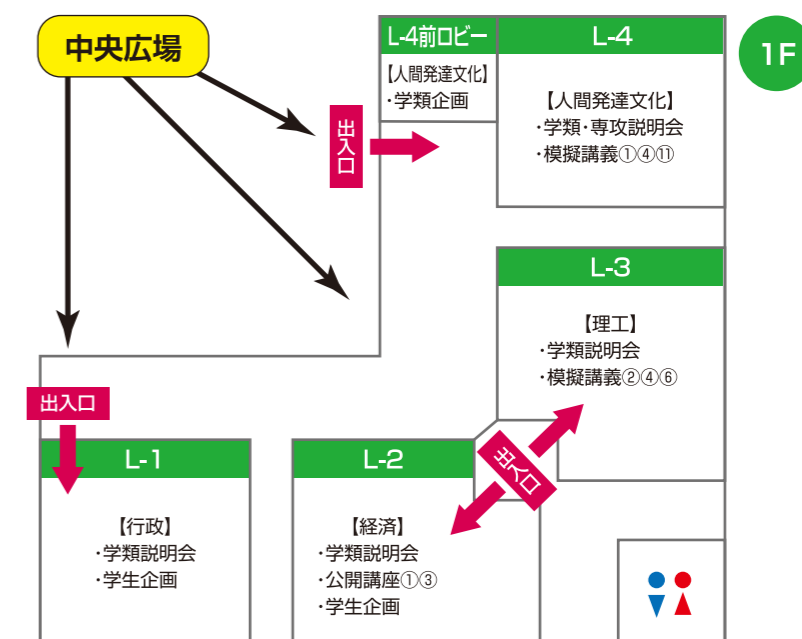 中央広場
L-4前ロビー
【人間発達文化】
・学類企画
L-4
【人間発達文化】
・学類・専攻説明会
・模擬講義①④⑪
1F
出入口
L-3
【理工】
・学類説明会
・模擬講義②④⑥
出入口
出入口
L-1
【行政】
・学類説明会
・学生企画
L-2
【経済】
・学類説明会
・公開講座①③
・学生企画